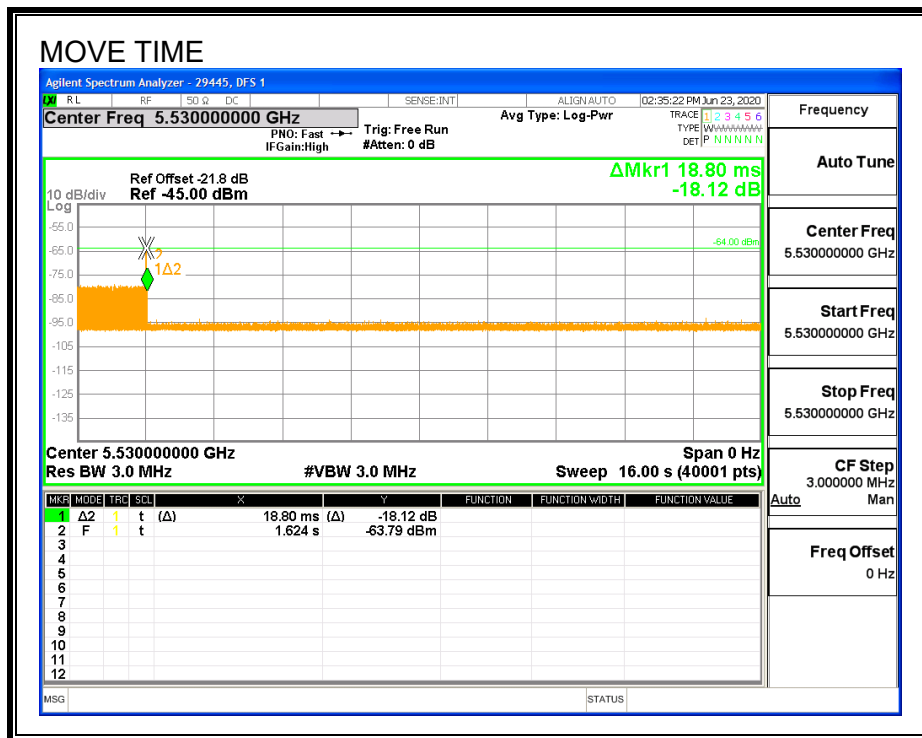 MOVE TIME
Agilent Spectrum Analyzer - 29445, DFS 1
LXI RL RF 50 Ω DC SENSE:INT ALIGN AUTO 02:35:22 PM Jun 23, 2020
Center Freq 5.530000000 GHz
PNO: Fast
IFGain:High
Trig: Free Run
#Atten: 0 dB
Avg Type: Log-Pwr
TRACE 1 2 3 4 5 6
TYPE WWWWWW
DET P N N N N N
ΔMkr1 18.80 ms
-18.12 dB
Ref Offset -21.8 dB
10 dB/div Ref -45.00 dBm
Log
-55.0
-65.0
-75.0
-85.0
-95.0
-105
-115
-125
-135
-64.00 dBm
2
1Δ2
Center 5.530000000 GHz Span 0 Hz
Res BW 3.0 MHz #VBW 3.0 MHz Sweep 16.00 s (40001 pts)
MKR MODE TRC SCL X Y FUNCTION FUNCTION WIDTH FUNCTION VALUE
1 Δ2 1 t (Δ) 18.80 ms (Δ) -18.12 dB
2 F 1 t 1.624 s -63.79 dBm
3
4
5
6
7
8
9
10
11
12
MSG STATUS
Frequency
Auto Tune
Center Freq
5.530000000 GHz
Start Freq
5.530000000 GHz
Stop Freq
5.530000000 GHz
CF Step
3.000000 MHz
Auto Man
Freq Offset
0 Hz